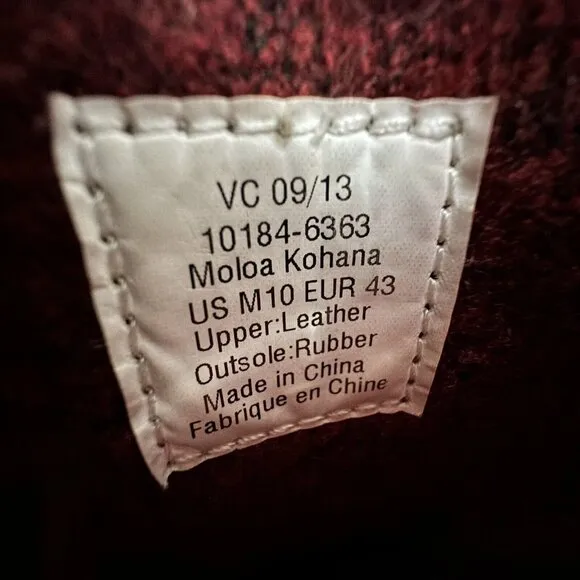 VC 09/13
10184-6363
Moloa Kohana
US M10 EUR 43
Upper:Leather
Outsole:Rubber
Made in China
Fabrique en Chine